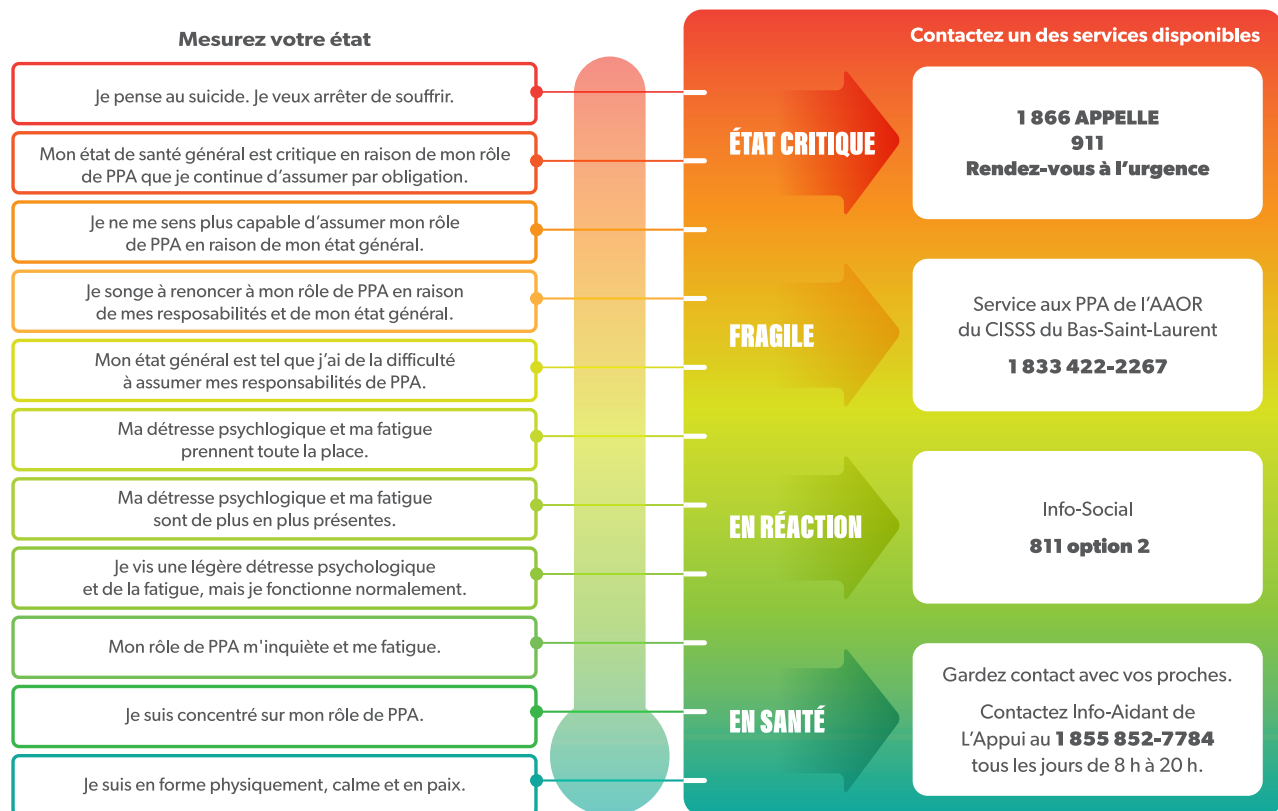 Mesurez votre état
Je pense au suicide. Je veux arrêter de souffrir.
Mon état de santé général est critique en raison de mon rôle
de PPA que je continue d'assumer par obligation.
Je ne me sens plus capable d'assumer mon rôle
de PPA en raison de mon état général.
Je songe à renoncer à mon rôle de PPA en raison
de mes resposabilités et de mon état général.
Mon état général est tel que j'ai de la difficulté
à assumer mes responsabilités de PPA.
Ma détresse psychlogique et ma fatigue
prennent toute la place.
Ma détresse psychlogique et ma fatigue
sont de plus en plus présentes.
Je vis une légère détresse psychologique
et de la fatigue, mais je fonctionne normalement.
Mon rôle de PPA m'inquiète et me fatigue.
Je suis concentré sur mon rôle de PPA.
Je suis en forme physiquement, calme et en paix.
Contactez un des services disponibles
ÉTAT CRITIQUE
1 866 APPELLE
911
Rendez-vous à l'urgence
FRAGILE
Service aux PPA de l'AAOR
du CISSS du Bas-Saint-Laurent
1 833 422-2267
EN RÉACTION
Info-Social
811 option 2
EN SANTÉ
Gardez contact avec vos proches.
Contactez Info-Aidant de
L'Appui au 1 855 852-7784
tous les jours de 8 h à 20 h.